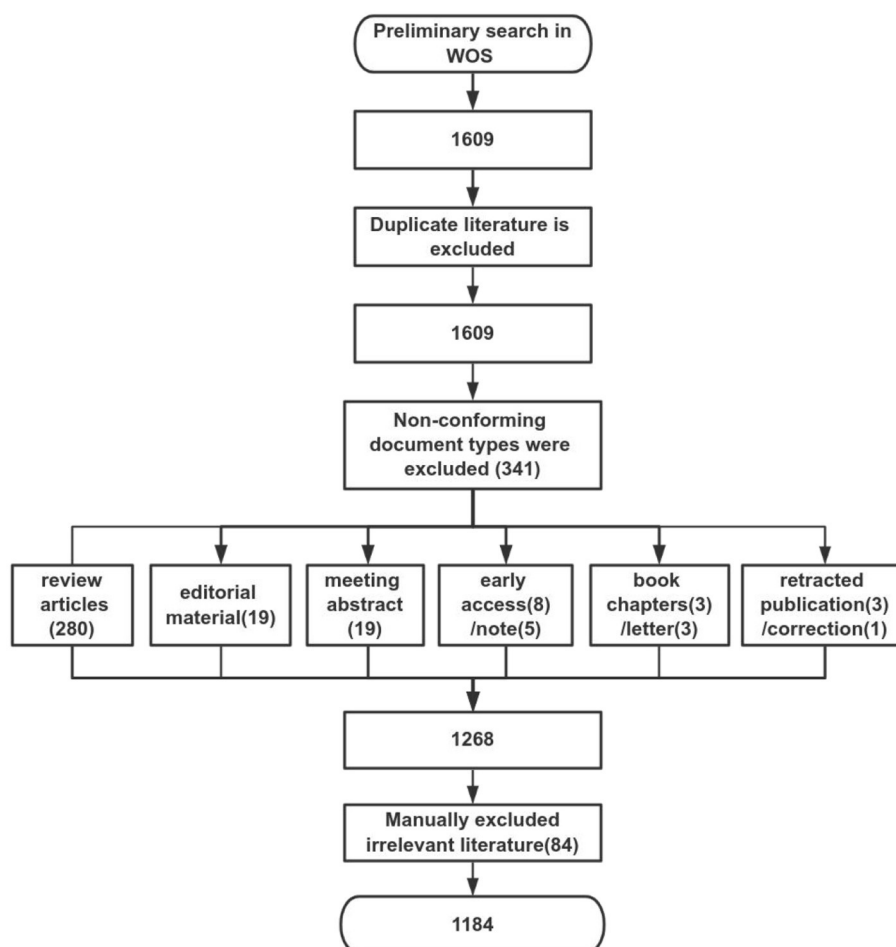 Preliminary search in
WOS
1609
Duplicate literature is
excluded
1609
Non-conforming
document types were
excluded (341)
review
articles
(280)
editorial
material(19)
meeting
abstract
(19)
early
access(8)
/note(5)
book
chapters(3)
/letter(3)
retracted
publication(3)
/correction(1)
1268
Manually excluded
irrelevant literature(84)
1184